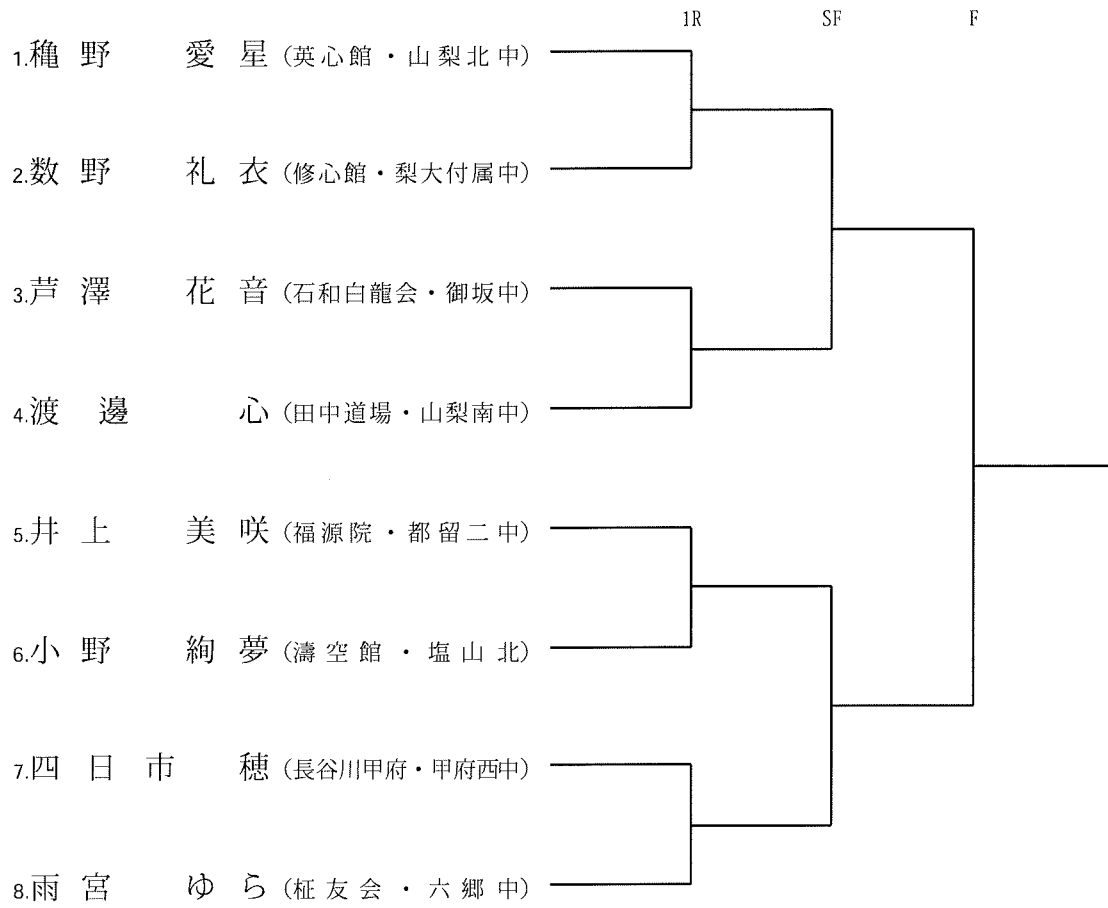 1R SF F
1.穐野 愛星 (英心館・山梨北中)
2.数野 礼衣 (修心館・梨大付属中)
3.芦澤 花音 (石和白龍会・御坂中)
4.渡邉 心 (田中道場・山梨南中)
5.井上 美咲 (福源院・都留二中)
6.小野 絢夢 (濤空館・塩山北)
7.四日市 穂 (長谷川甲府・甲府西中)
8.雨宮 ゆら (柾友会・六郷中)